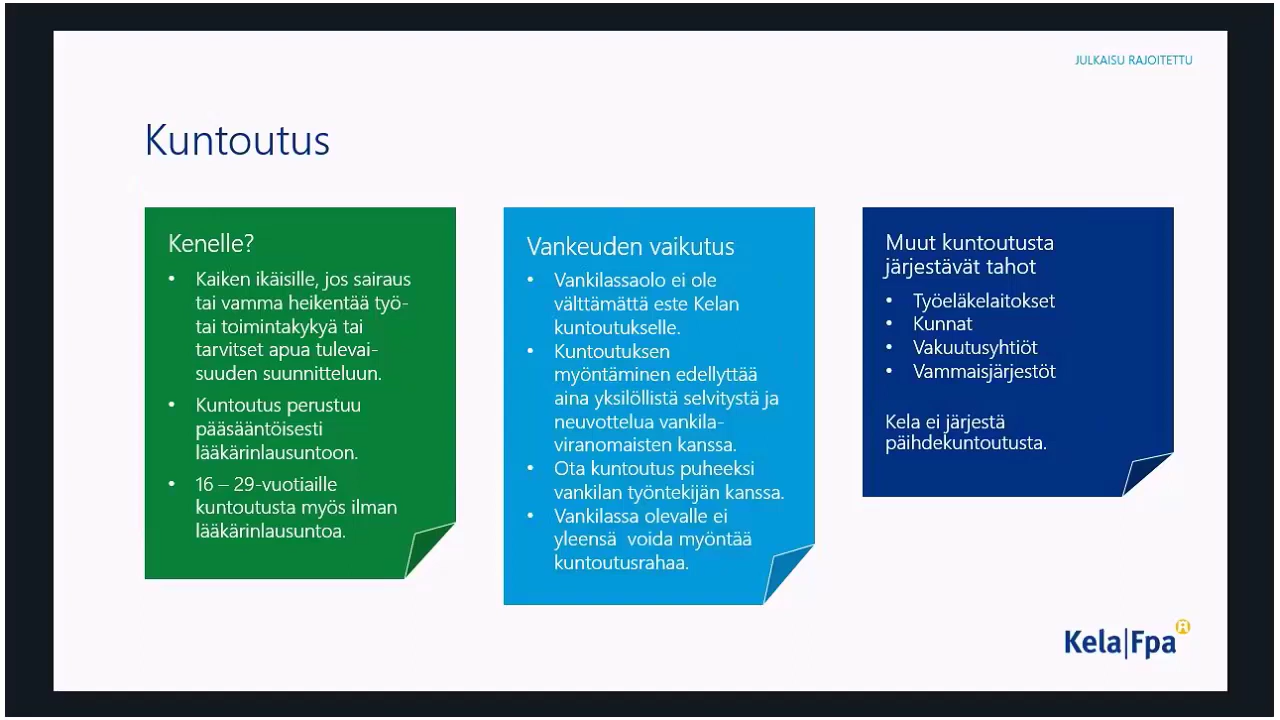 JULKAISU RAJOITETTU
Kuntoutus
Kenelle?
• Kaiken ikäisille, jos sairaus
tai vamma heikentää työ-
tai toimintakykyä tai
tarvitset apua tulevai-
suuden suunnitteluun.
• Kuntoutus perustuu
pääsääntöisesti
lääkärinlausuntoon.
• 16 – 29-vuotiaille
kuntoutusta myös ilman
lääkärinlausuntoa.
Vankeuden vaikutus
• Vankilassaolo ei ole
välttämättä este Kelan
kuntoutukselle.
• Kuntoutuksen
myöntäminen edellyttää
aina yksilöllistä selvitystä ja
neuvottelua vankila-
viranomaisten kanssa.
• Ota kuntoutus puheeksi
vankilan työntekijän kanssa.
• Vankilassa olevalle ei
yleensä voida myöntää
kuntoutusrahaa.
Muut kuntoutusta
järjestävät tahot
• Työeläkelaitokset
• Kunnat
• Vakuutusyhtiöt
• Vammaisjärjestöt
Kela ei järjestä
päihdekuntoutusta.
Kela|Fpa